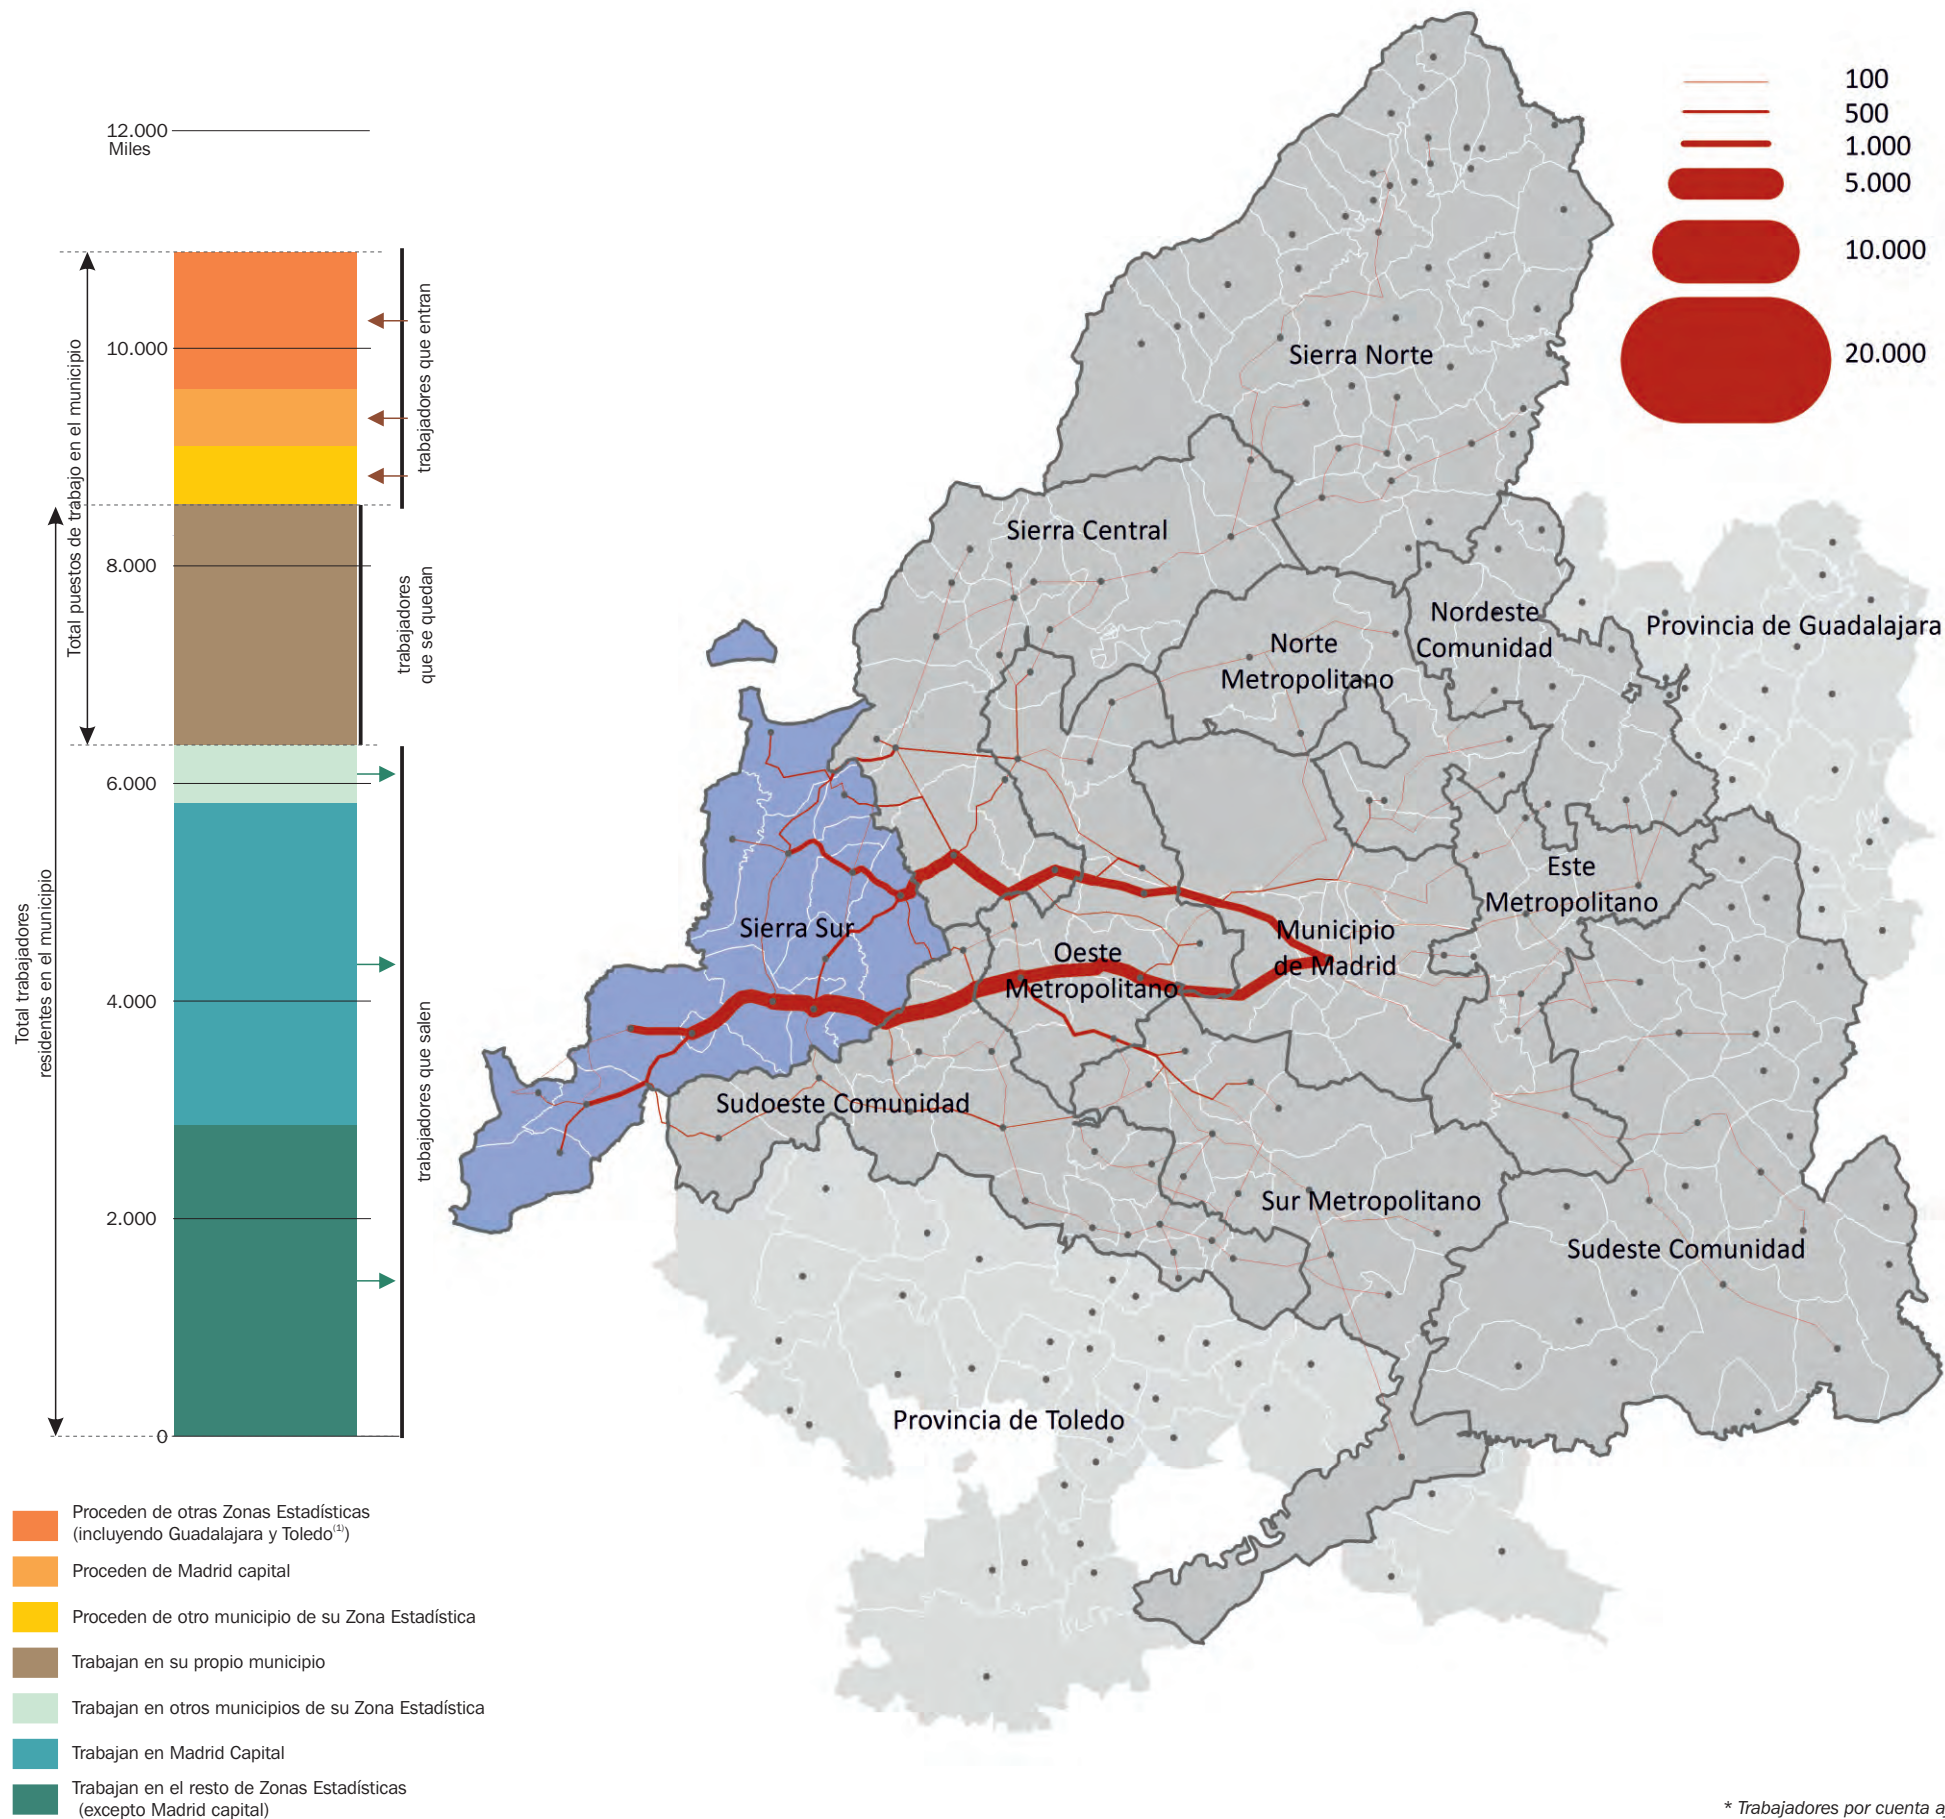 12.000
Miles
10.000
8.000
6.000
4.000
2.000
0
Total puestos de trabajo en el municipio
Total trabajadores
residentes en el municipio
trabajadores que entran
trabajadores
que se quedan
trabajadores que salen
Proceden de otras Zonas Estadísticas
(incluyendo Guadalajara y Toledo(1))
Proceden de Madrid capital
Proceden de otro municipio de su Zona Estadística
Trabajan en su propio municipio
Trabajan en otros municipios de su Zona Estadística
Trabajan en Madrid Capital
Trabajan en el resto de Zonas Estadísticas
(excepto Madrid capital)
100
500
1.000
5.000
10.000
20.000
Sierra Norte
Sierra Central
Nordeste
Comunidad
Provincia de Guadalajara
Norte
Metropolitano
Este
Metropolitano
Sierra Sur
Municipio
de Madrid
Oeste
Metropolitano
Sudoeste Comunidad
Sur Metropolitano
Sudeste Comunidad
Provincia de Toledo
* Trabajadores por cuenta aj